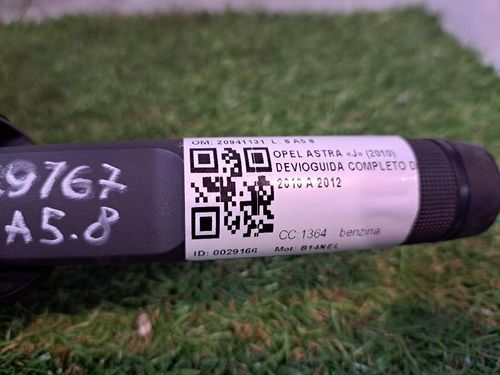 OM: 20941131 L: 8 A5 8
OPEL ASTRA «J» (2010)
DEVIOGUIDA COMPLETO D
2010 A 2012
CC:1364 benzina
ID: 0029166 Mot: B14NEL
9767
A5.8